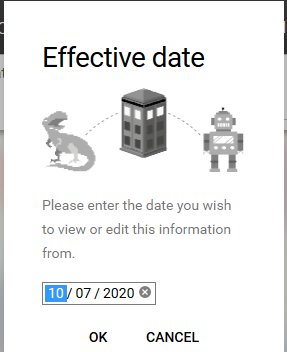 Effective date
Please enter the date you wish
to view or edit this information
from.
10 / 07 / 2020
OK CANCEL